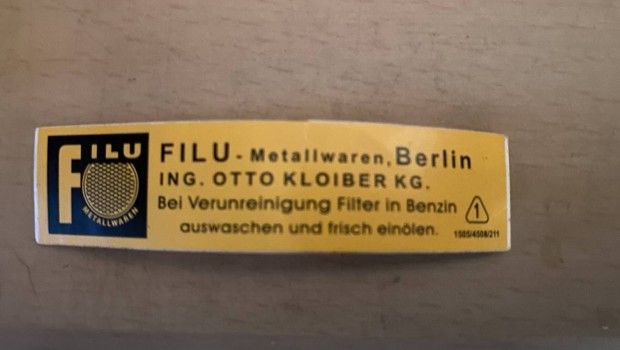 FILU
METALLWAREN
FILU - Metallwaren, Berlin
ING. OTTO KLOIBER KG.
Bei Verunreinigung Filter in Benzin
auswaschen und frisch einölen.
1
1505/4508/211